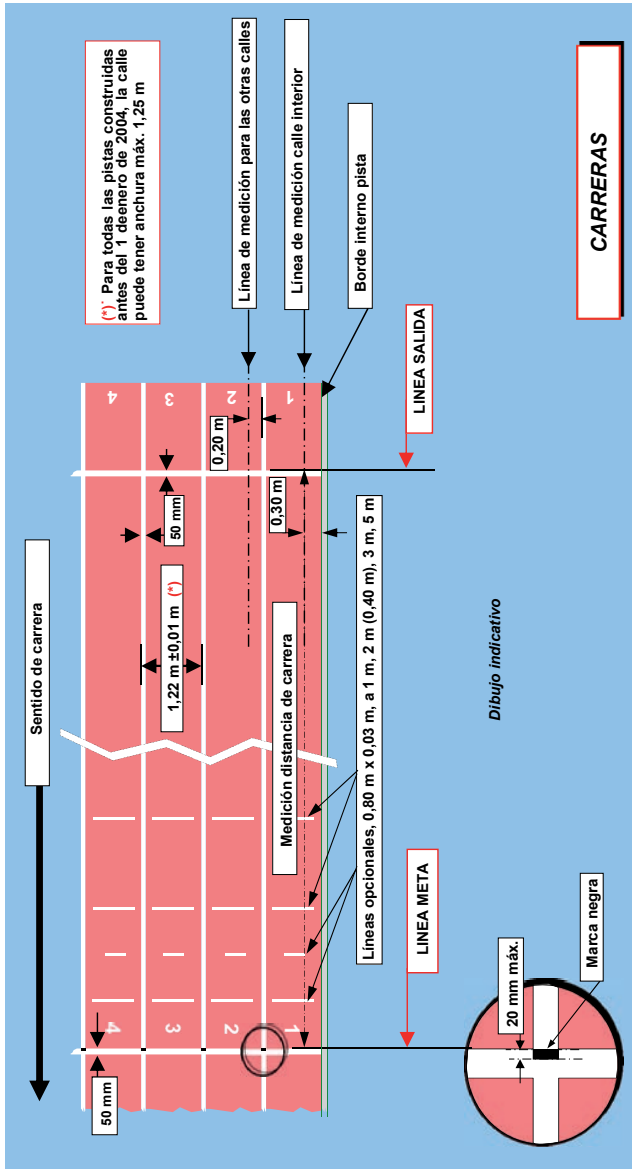 Sentido de carrera
(*)* Para todas las pistas construidas
antes del 1 deenero de 2004, la calle
puede tener anchura máx. 1,25 m
50 mm
1,22 m ±0,01 m (*)
50 mm
0,20 m
0,30 m
4
3
2
1
4
3
2
1
Línea de medición para las otras calles
Línea de medición calle interior
Borde interno pista
Medición distancia de carrera
Líneas opcionales, 0,80 m x 0,03 m, a 1 m, 2 m (0,40 m), 3 m, 5 m
LINEA META
LINEA SALIDA
20 mm máx.
Marca negra
Dibujo indicativo
CARRERAS